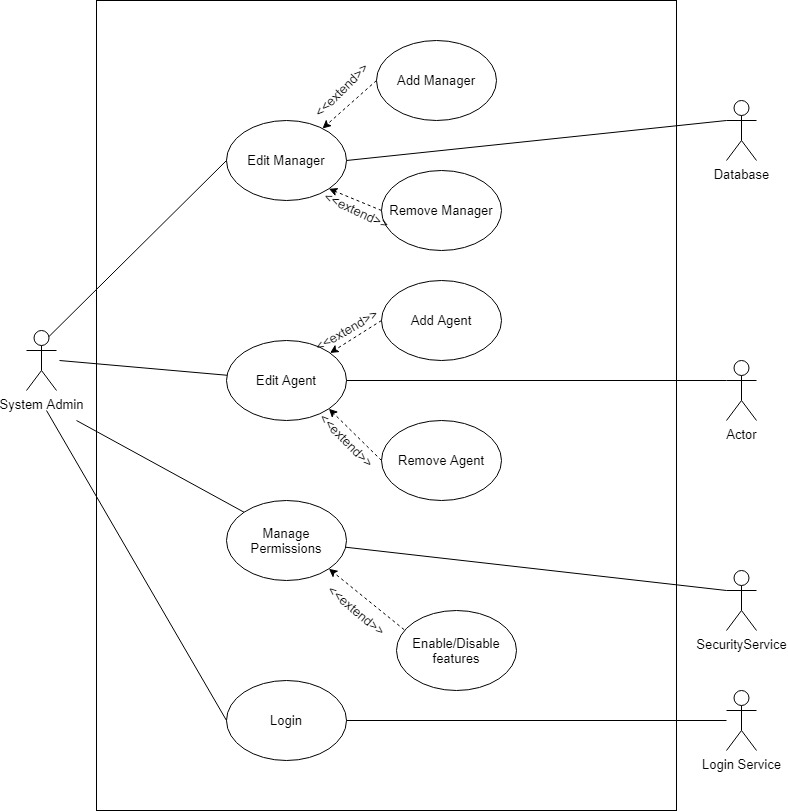 Add Manager
<<extend>>
Edit Manager
Database
Remove Manager
<<extend>>
Add Agent
<<extend>>
Edit Agent
System Admin
Actor
<<extend>>
Remove Agent
Manage
Permissions
<<extend>>
Enable/Disable
features
SecurityService
Login
Login Service